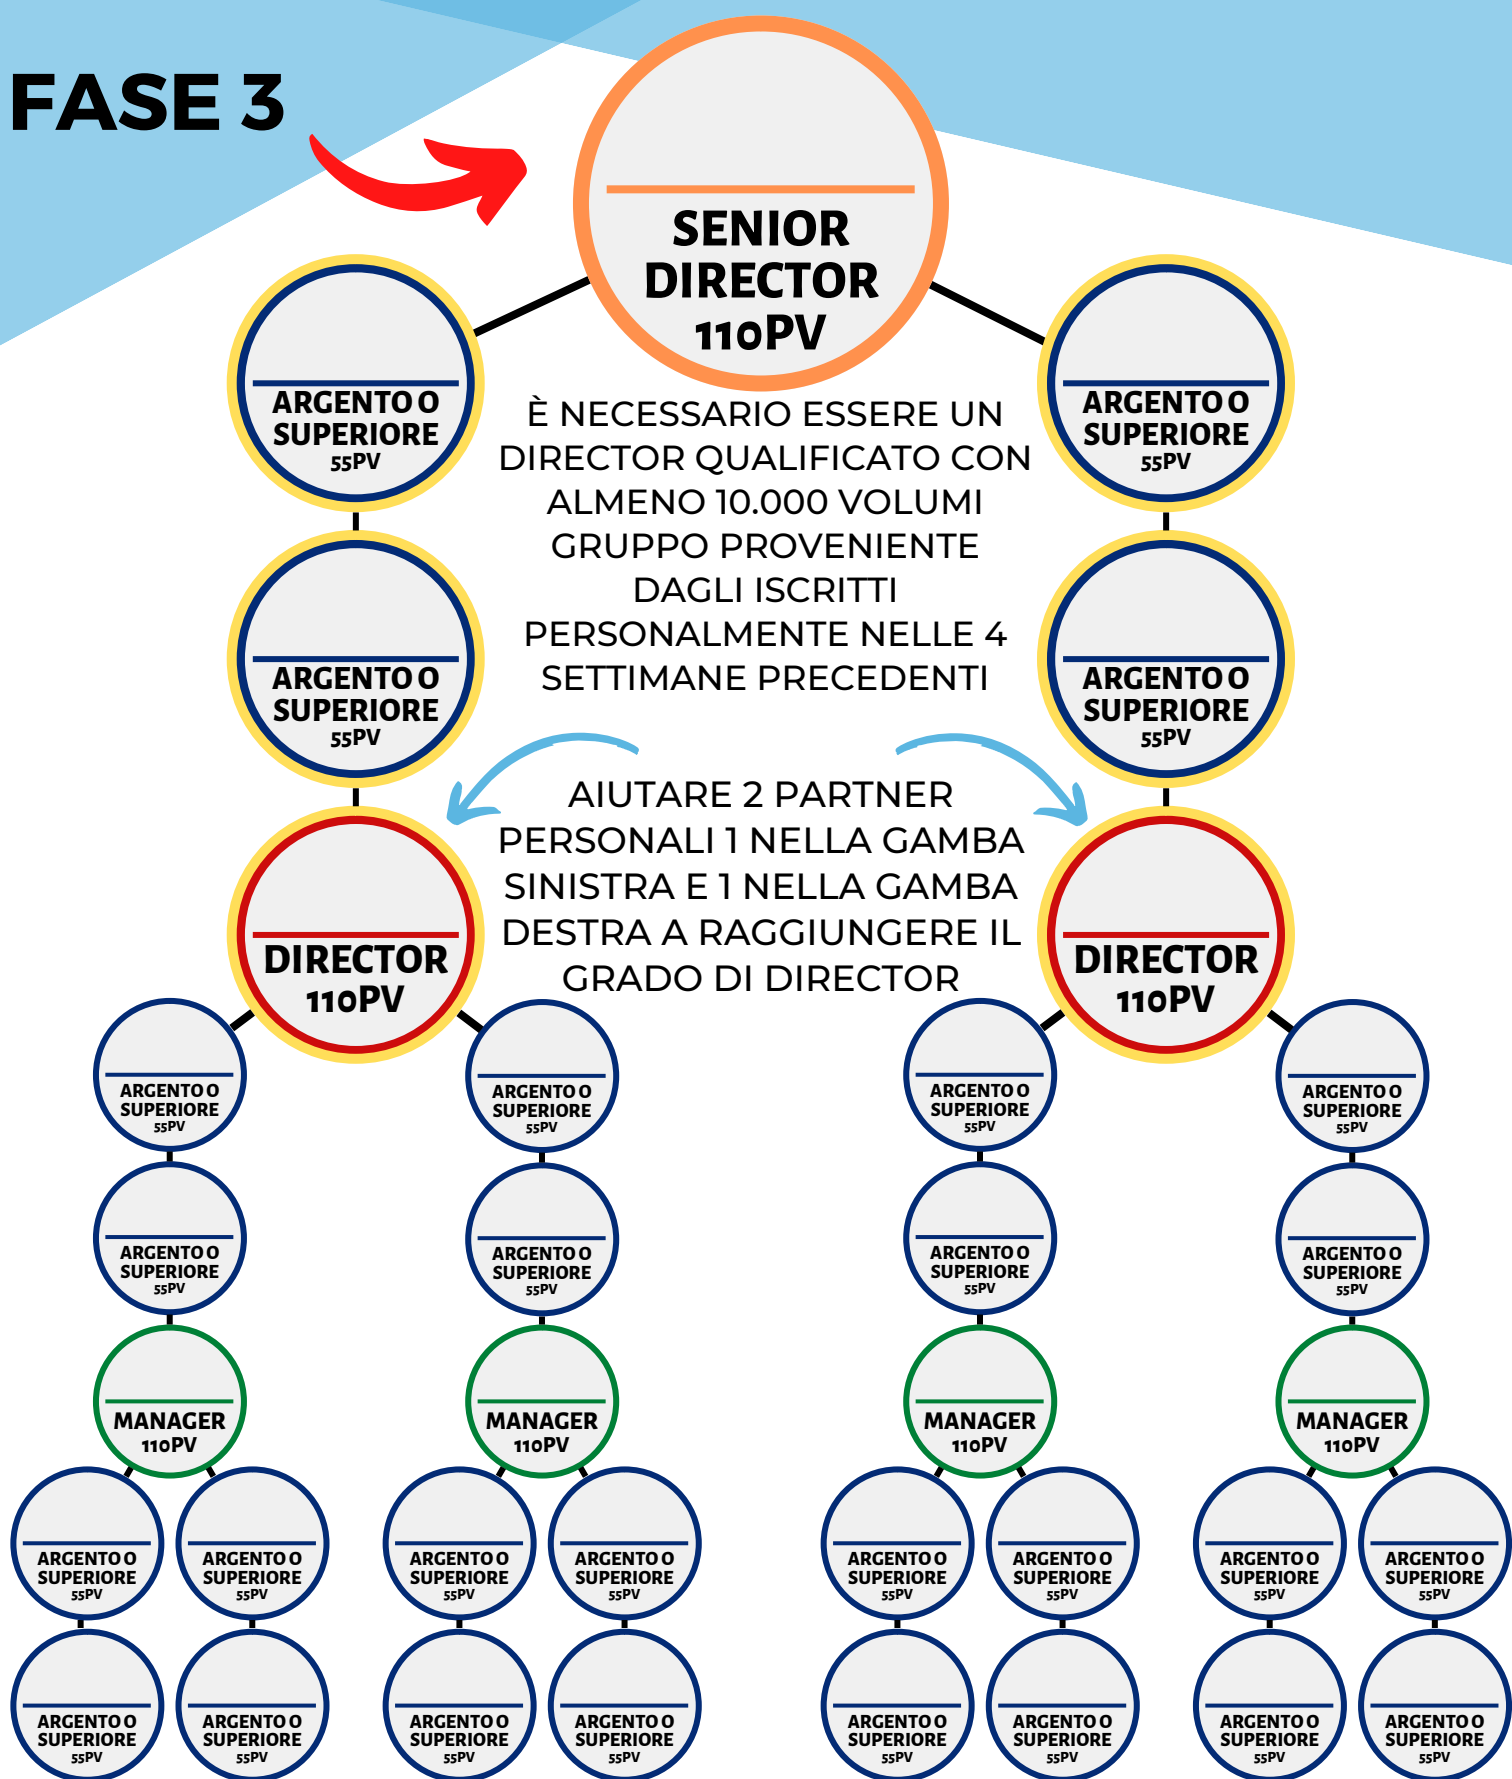 FASE 3
SENIOR
DIRECTOR
110PV
ARGENTO O
SUPERIORE
55PV
ARGENTO O
SUPERIORE
55PV
È NECESSARIO ESSERE UN
DIRECTOR QUALIFICATO CON
ALMENO 10.000 VOLUMI
GRUPPO PROVENIENTE
DAGLI ISCRITTI
PERSONALMENTE NELLE 4
SETTIMANE PRECEDENTI
ARGENTO O
SUPERIORE
55PV
ARGENTO O
SUPERIORE
55PV
AIUTARE 2 PARTNER
PERSONALI 1 NELLA GAMBA
SINISTRA E 1 NELLA GAMBA
DESTRA A RAGGIUNGERE IL
GRADO DI DIRECTOR
DIRECTOR
110PV
DIRECTOR
110PV
ARGENTO O
SUPERIORE
55PV
ARGENTO O
SUPERIORE
55PV
ARGENTO O
SUPERIORE
55PV
ARGENTO O
SUPERIORE
55PV
ARGENTO O
SUPERIORE
55PV
ARGENTO O
SUPERIORE
55PV
ARGENTO O
SUPERIORE
55PV
ARGENTO O
SUPERIORE
55PV
MANAGER
110PV
MANAGER
110PV
MANAGER
110PV
MANAGER
110PV
ARGENTO O
SUPERIORE
55PV
ARGENTO O
SUPERIORE
55PV
ARGENTO O
SUPERIORE
55PV
ARGENTO O
SUPERIORE
55PV
ARGENTO O
SUPERIORE
55PV
ARGENTO O
SUPERIORE
55PV
ARGENTO O
SUPERIORE
55PV
ARGENTO O
SUPERIORE
55PV
ARGENTO O
SUPERIORE
55PV
ARGENTO O
SUPERIORE
55PV
ARGENTO O
SUPERIORE
55PV
ARGENTO O
SUPERIORE
55PV
ARGENTO O
SUPERIORE
55PV
ARGENTO O
SUPERIORE
55PV
ARGENTO O
SUPERIORE
55PV
ARGENTO O
SUPERIORE
55PV